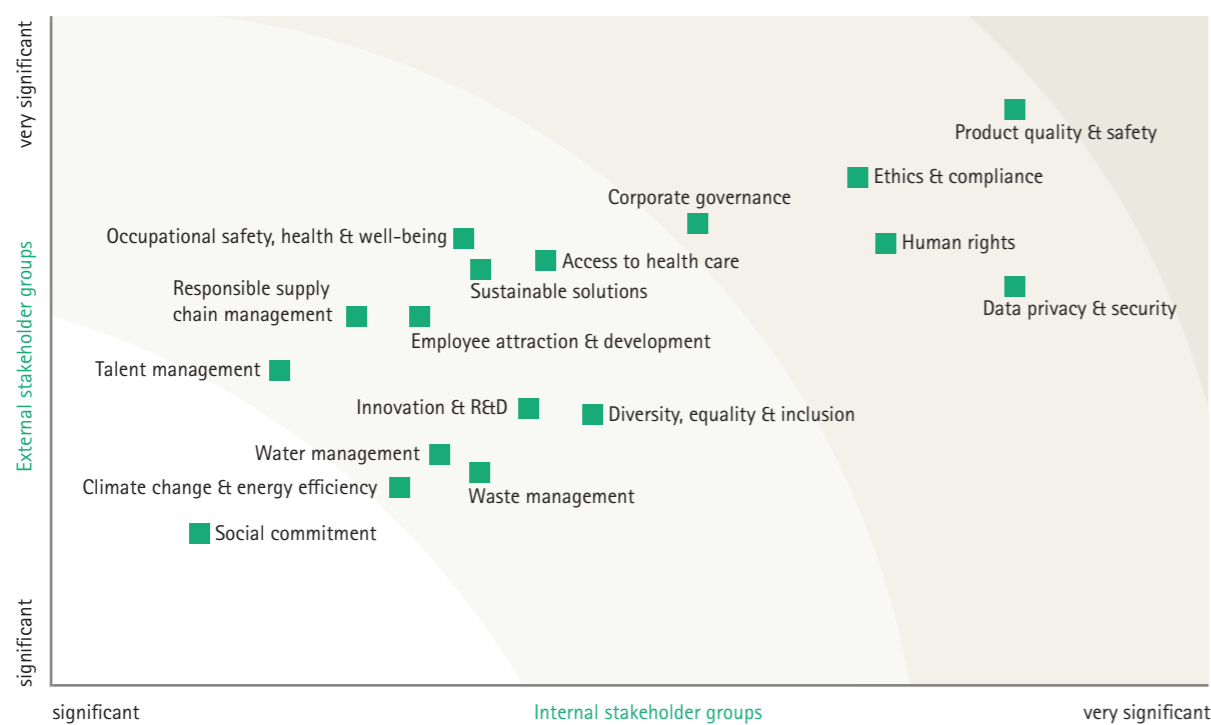 very significant
External stakeholder groups
significant
Product quality & safety
Ethics & compliance
Corporate governance
Occupational safety, health & well-being
Human rights
Access to health care
Sustainable solutions
Responsible supply
chain management
Data privacy & security
Employee attraction & development
Talent management
Innovation & R&D
Diversity, equality & inclusion
Water management
Climate change & energy efficiency
Waste management
Social commitment
significant
Internal stakeholder groups
very significant